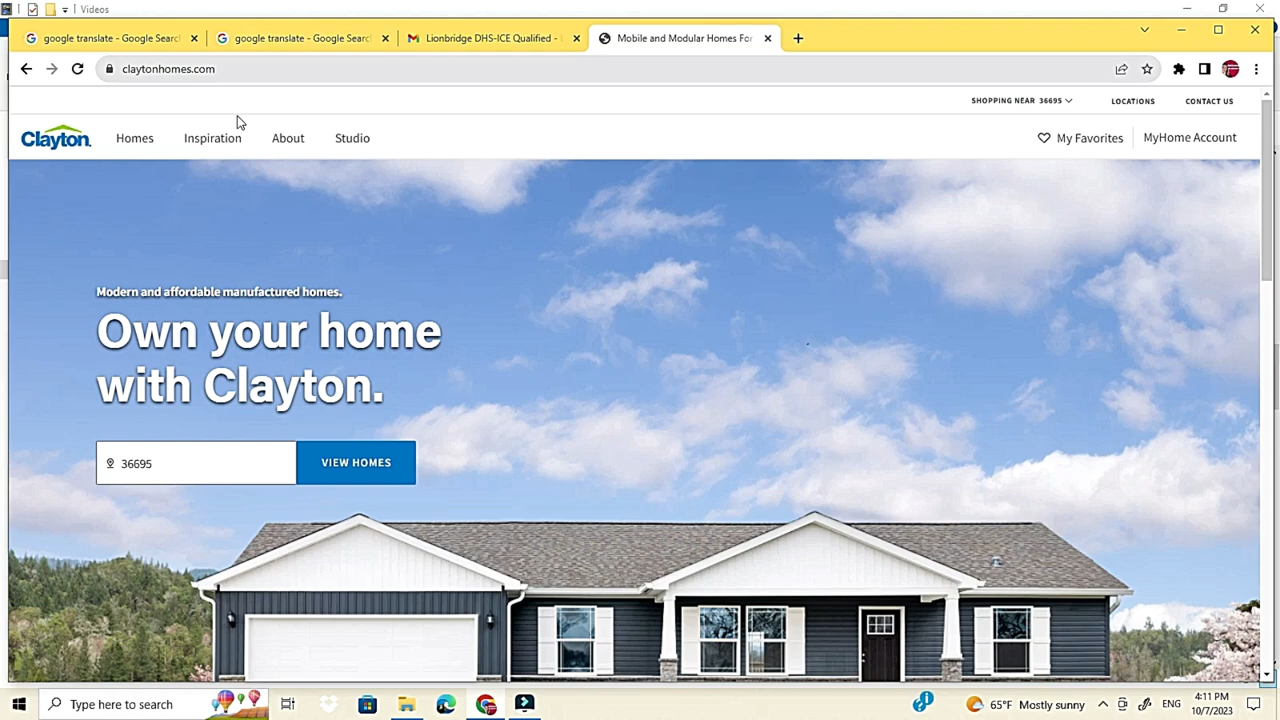 Videos
google translate - Google Searc
google translate - Google Searc
Lionbridge DHS-ICE Qualified -
Mobile and Modular Homes For
claytonhomes.com
SHOPPING NEAR 36695
LOCATIONS
CONTACT US
Clayton
Homes
Inspiration
About
Studio
My Favorites
MyHome Account
Modern and affordable manufactured homes.
Own your home
with Clayton.
36695
VIEW HOMES
Type here to search
65°F Mostly sunny
ENG
4:11 PM
10/7/2023